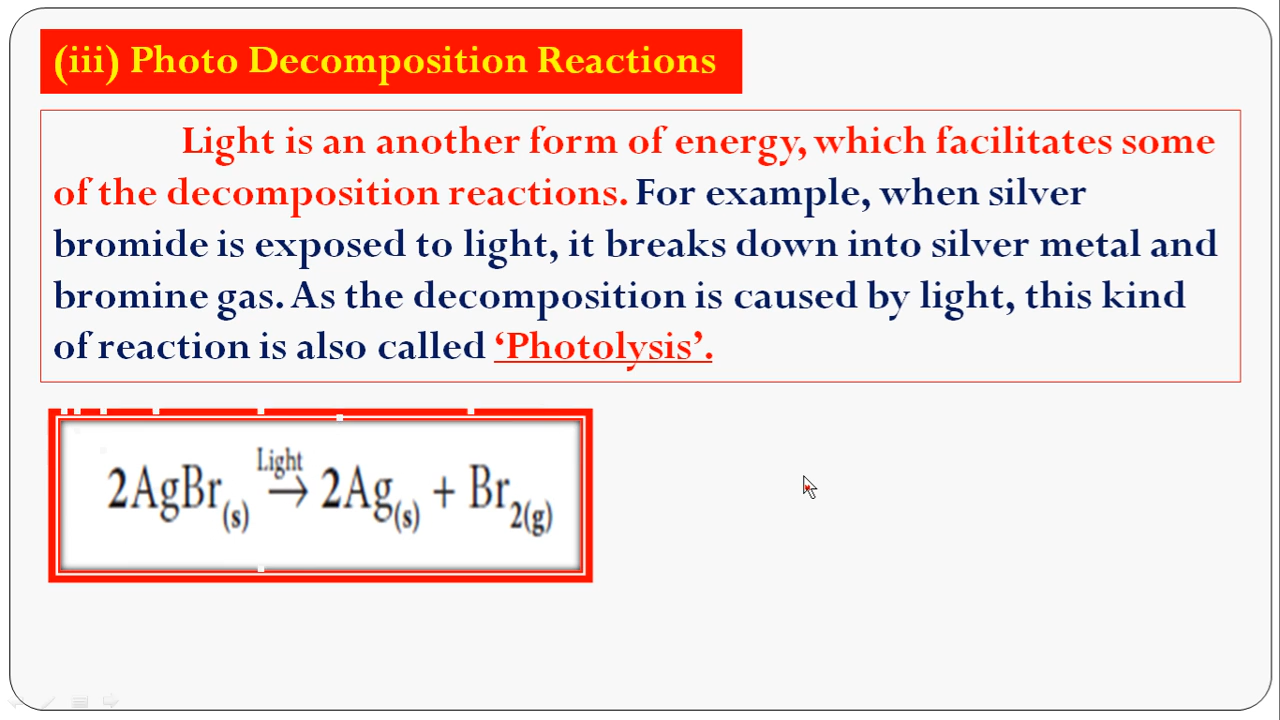 (iii) Photo Decomposition Reactions
Light is an another form of energy, which facilitates some
of the decomposition reactions. For example, when silver
bromide is exposed to light, it breaks down into silver metal and
bromine gas. As the decomposition is caused by light, this kind
of reaction is also called ‘Photolysis’.
Light
2AgBr(s) → 2Ag(s) + Br2(g)